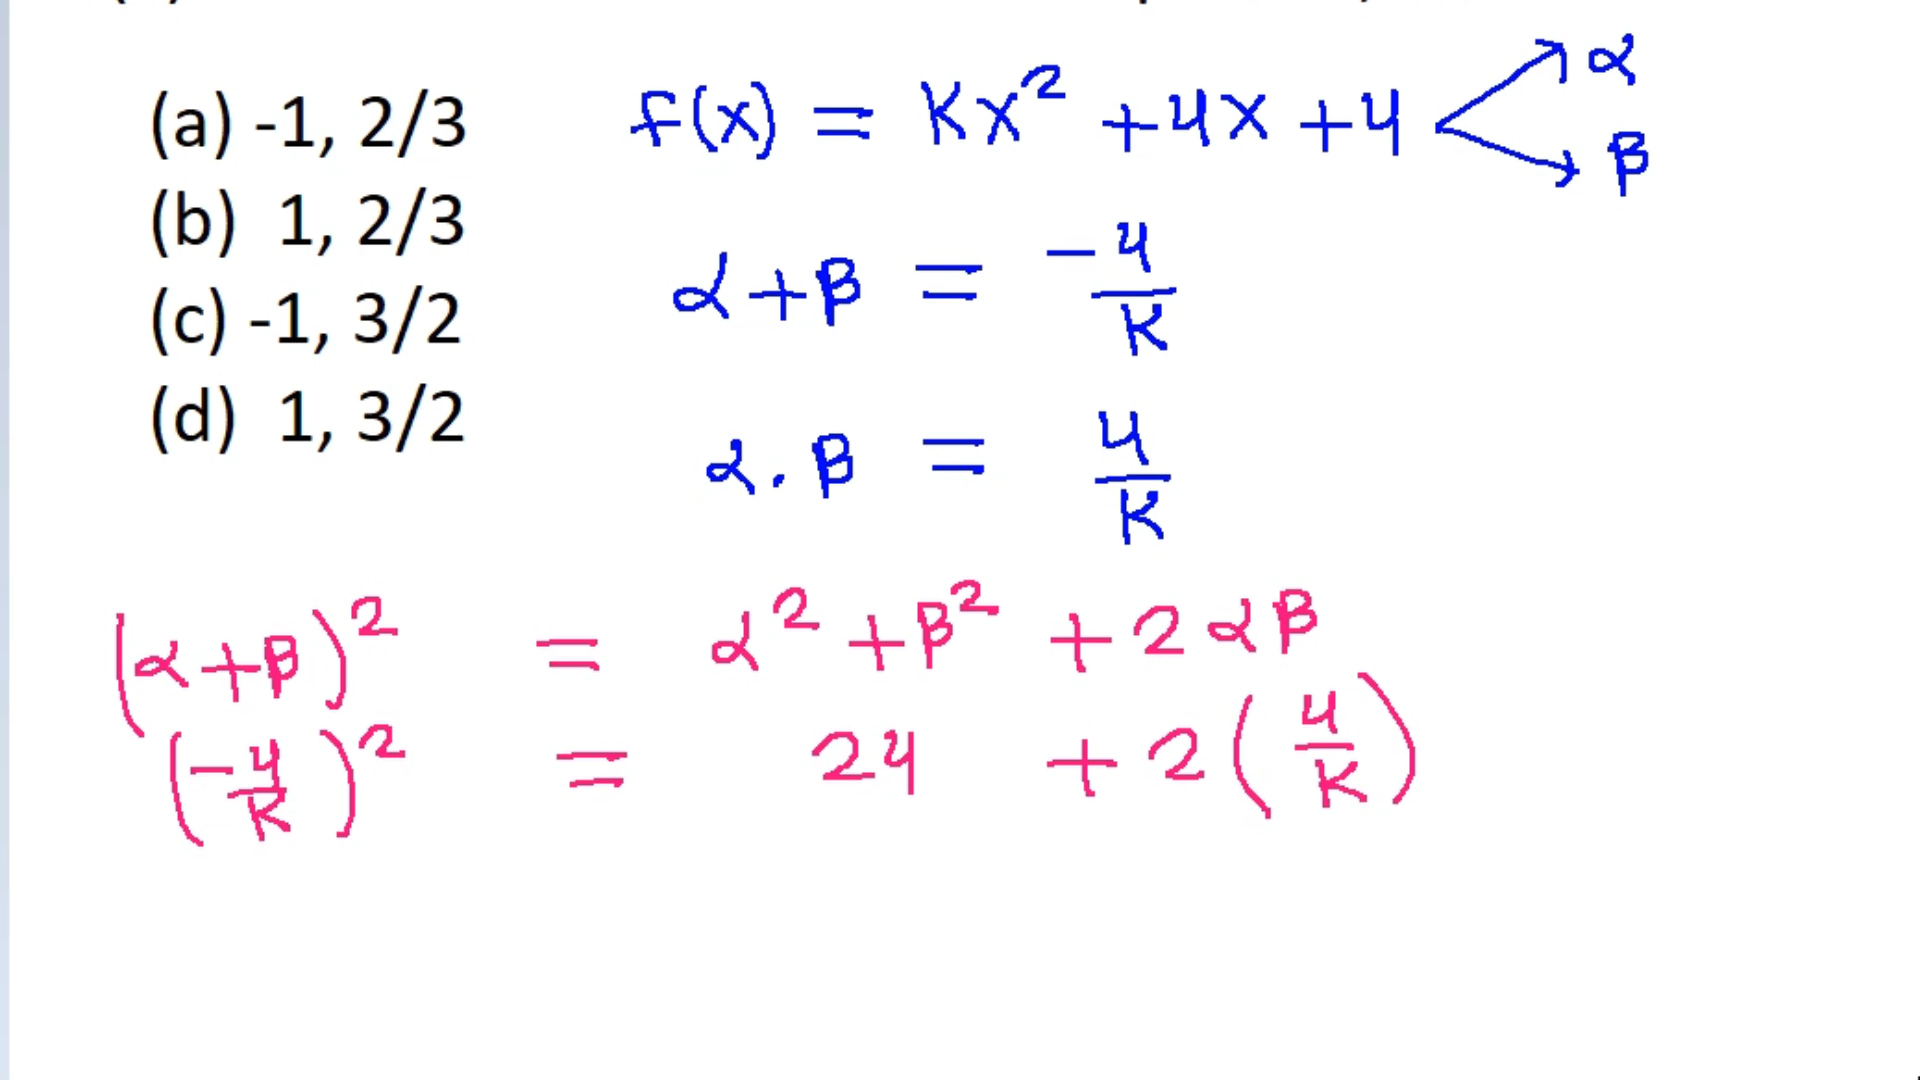 (a) -1, 2/3
(b) 1, 2/3
(c) -1, 3/2
(d) 1, 3/2
f(x) = Kx² + 4x + 4 → α → β
α + β = -4/K
α . β = 4/K
(α + β)² = α² + β² + 2αβ
(-4/K)² = 24 + 2(4/K)